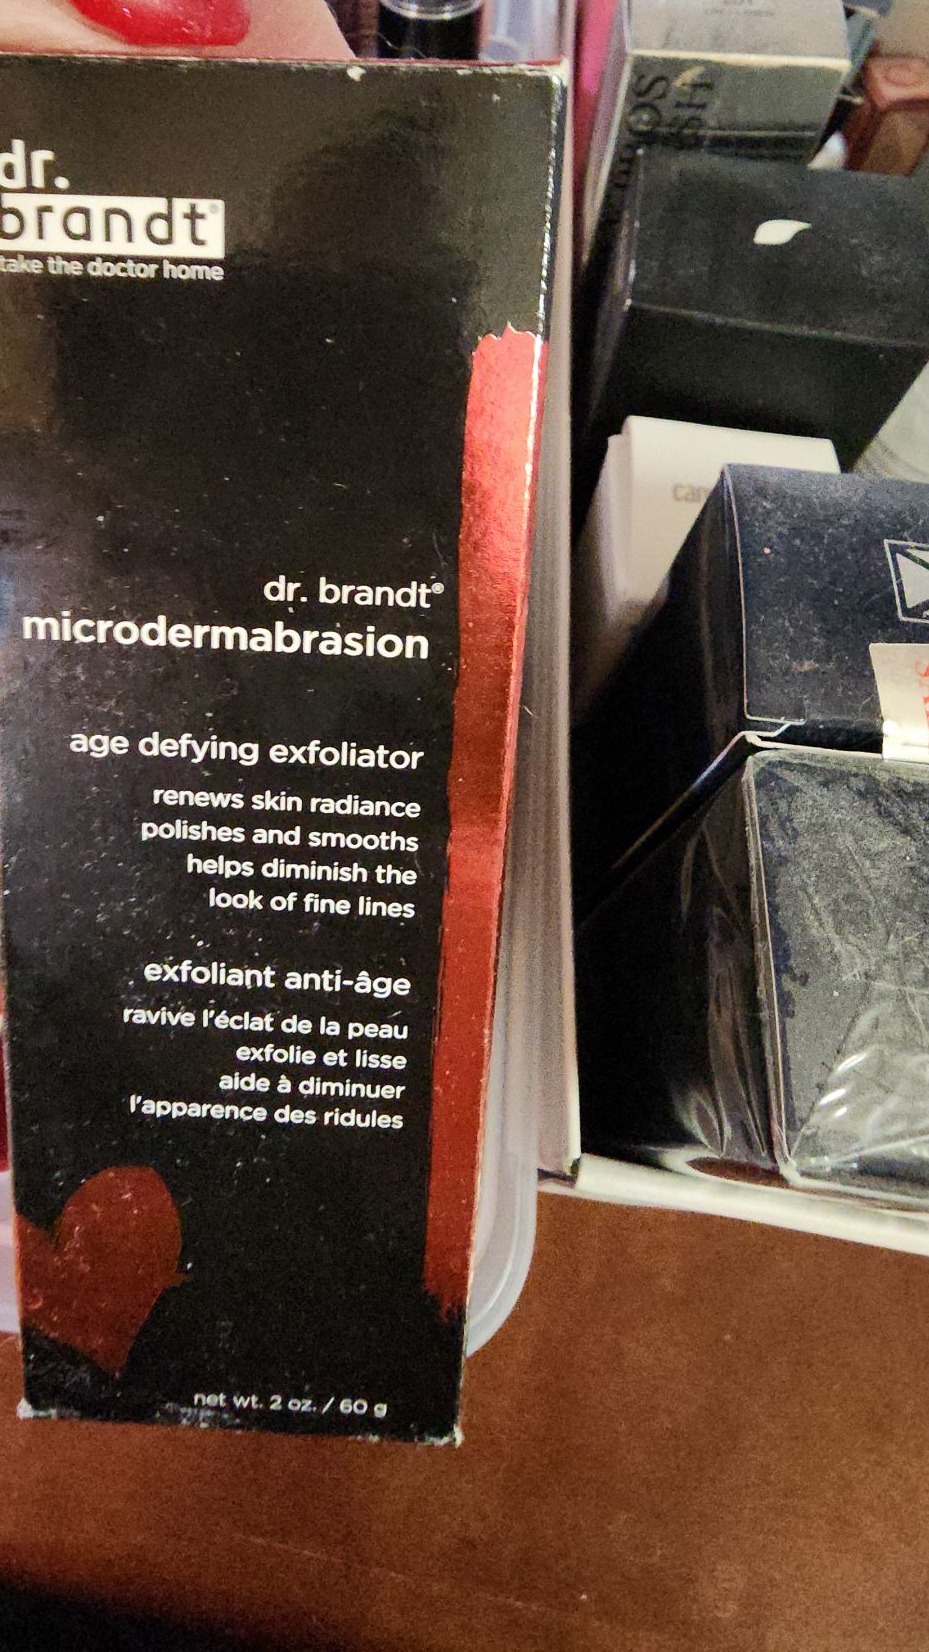 dr.
brandt®
take the doctor home
dr. brandt®
microdermabrasion
age defying exfoliator
renews skin radiance
polishes and smooths
helps diminish the
look of fine lines
exfoliant anti-âge
ravive l'éclat de la peau
exfolie et lisse
aide à diminuer
l'apparence des ridules
net wt. 2 oz. / 60 g